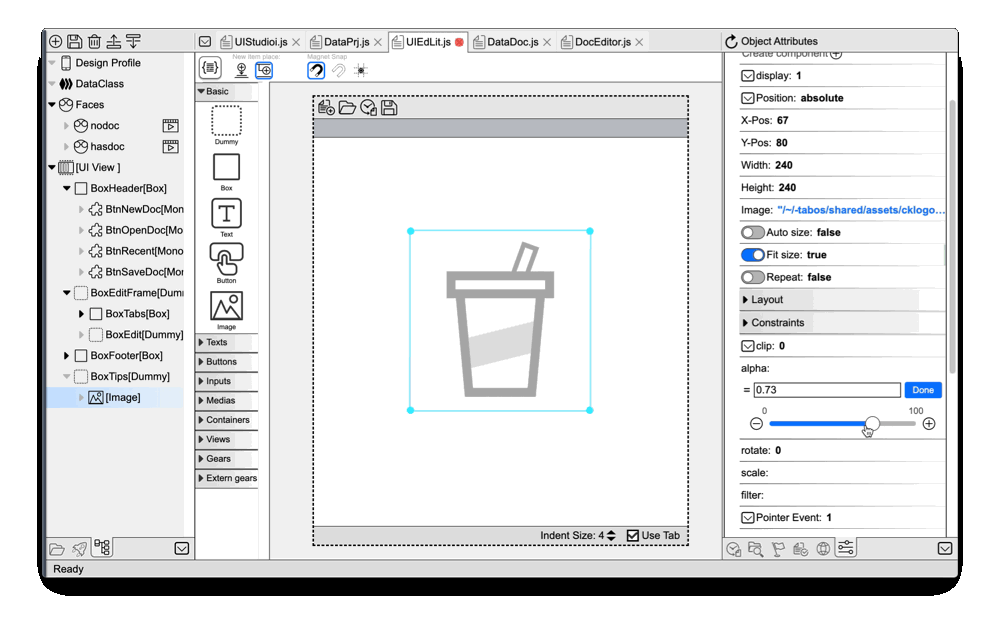 UIStudioi.js
DataPrj.js
UIEdLit.js
DataDoc.js
DocEditor.js
Object Attributes
Design Profile
DataClass
Faces
nodoc
hasdoc
[UI View ]
BoxHeader[Box]
BtnNewDoc[Mon
BtnOpenDoc[Mo
BtnRecent[Mono
BtnSaveDoc[Mor
BoxEditFrame[Dumm
BoxTabs[Box]
BoxEdit[Dummy]
BoxFooter[Box]
BoxTips[Dummy]
[Image]
New item place:
Magnet Snap
Basic
Dummy
Box
T
Text
Button
Image
Texts
Buttons
Inputs
Medias
Containers
Views
Gears
Extern gears
Indent Size: 4
Use Tab
Create component
display: 1
Position: absolute
X-Pos: 67
Y-Pos: 80
Width: 240
Height: 240
Image: "/~/-tabos/shared/assets/cklogo...
Auto size: false
Fit size: true
Repeat: false
Layout
Constraints
clip: 0
alpha:
= 0.73 Done
0 100
rotate: 0
scale:
filter:
Pointer Event: 1
Ready